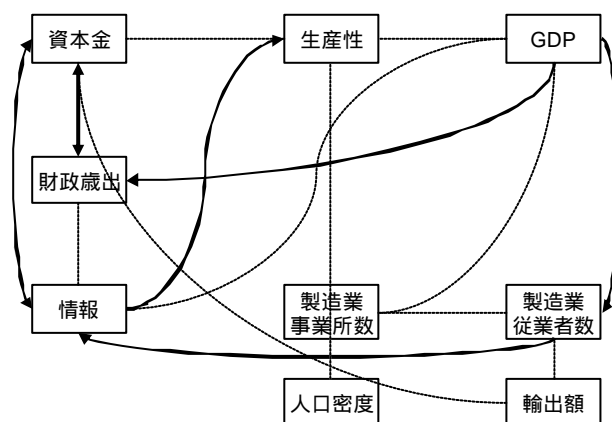 資本金
生産性
GDP
財政歳出
情報
製造業
事業所数
製造業
従業者数
人口密度
輸出額